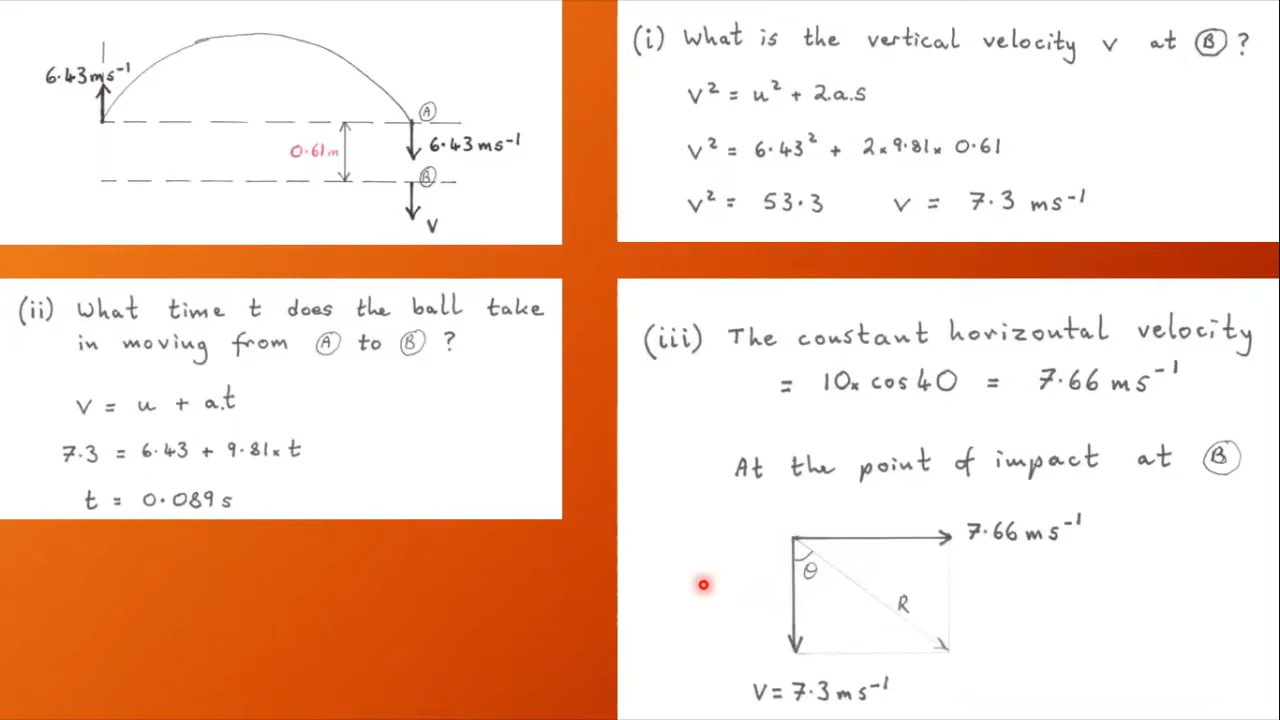 6.43 ms⁻¹
A
0.61m
6.43 ms⁻¹
B
v
(i) What is the vertical velocity v at B ?
v² = u² + 2a.s
v² = 6.43² + 2 x 9.81 x 0.61
v² = 53.3 v = 7.3 ms⁻¹
(ii) What time t does the ball take
in moving from A to B ?
v = u + a.t
7.3 = 6.43 + 9.81 x t
t = 0.089 s
(iii) The constant horizontal velocity
= 10x cos 40 = 7.66 ms⁻¹
At the point of impact at B
7.66 ms⁻¹
θ
R
V = 7.3 ms⁻¹